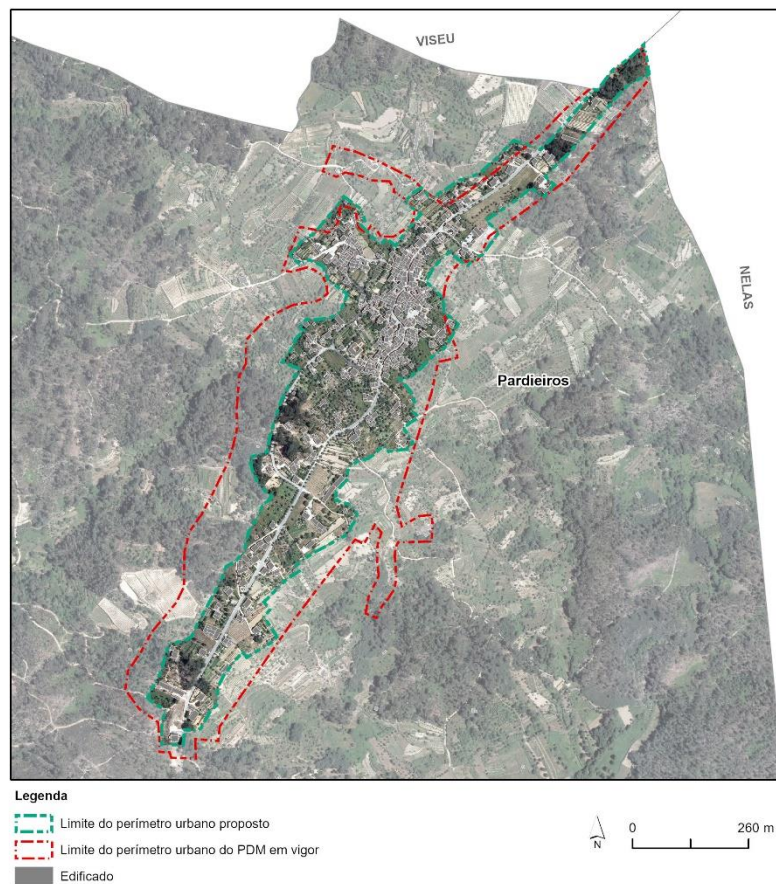 VISEU
NELAS
Pardieiros
Legenda
Limite do perímetro urbano proposto
Limite do perímetro urbano do PDM em vigor
Edificado
N
0 260 m